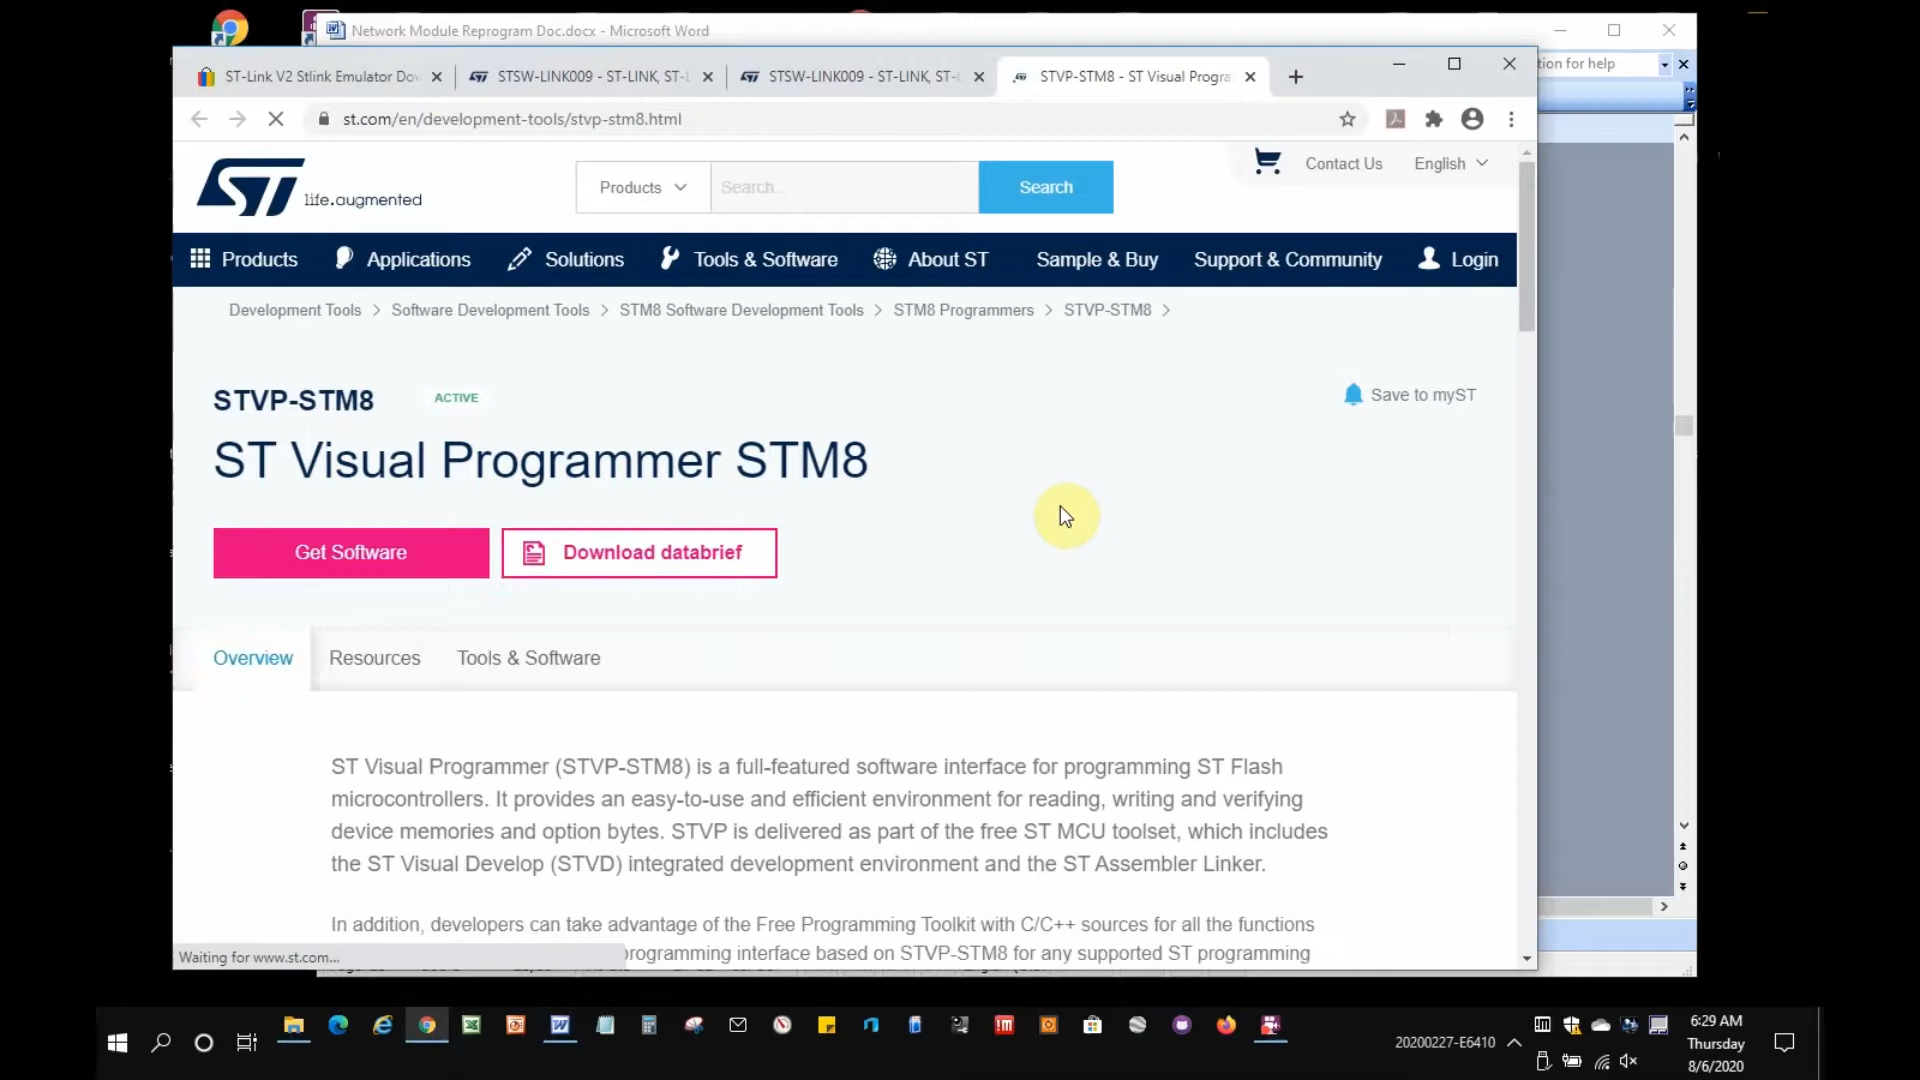 Network Module Reprogram Doc.docx - Microsoft Word
tion for help
ST-Link V2 Stlink Emulator Dov
STSW-LINK009 - ST-LINK, ST-L
STSW-LINK009 - ST-LINK, ST-L
STVP-STM8 - ST Visual Progra
st.com/en/development-tools/stvp-stm8.html
ST life.augmented
Products
Search...
Search
Contact Us
English
Products
Applications
Solutions
Tools & Software
About ST
Sample & Buy
Support & Community
Login
Development Tools > Software Development Tools > STM8 Software Development Tools > STM8 Programmers > STVP-STM8 >
STVP-STM8
ACTIVE
Save to myST
ST Visual Programmer STM8
Get Software
Download databrief
Overview
Resources
Tools & Software
ST Visual Programmer (STVP-STM8) is a full-featured software interface for programming ST Flash
microcontrollers. It provides an easy-to-use and efficient environment for reading, writing and verifying
device memories and option bytes. STVP is delivered as part of the free ST MCU toolset, which includes
the ST Visual Develop (STVD) integrated development environment and the ST Assembler Linker.
In addition, developers can take advantage of the Free Programming Toolkit with C/C++ sources for all the functions
programming interface based on STVP-STM8 for any supported ST programming
Waiting for www.st.com...
20200227-E6410
6:29 AM
Thursday
8/6/2020